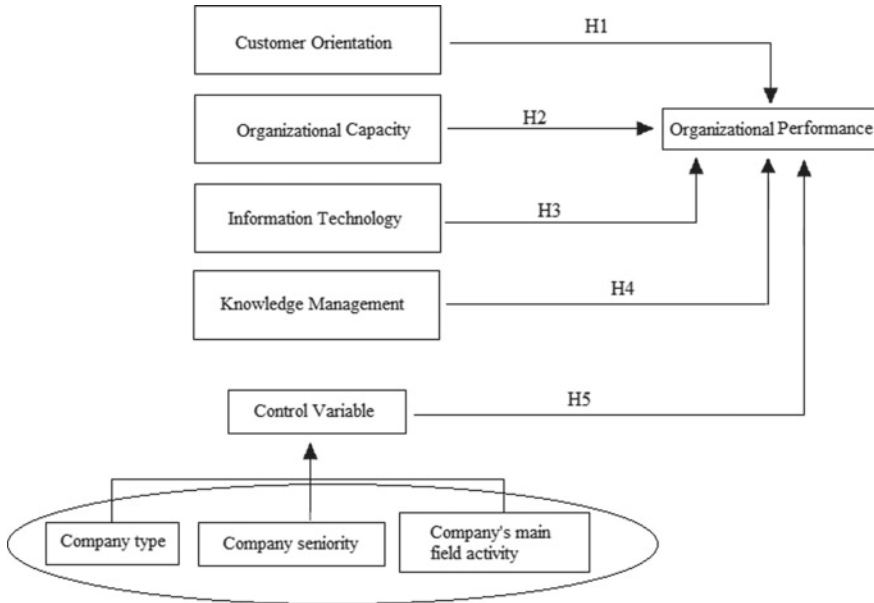 Customer Orientation
H1
Organizational Capacity
H2
Organizational Performance
Information Technology
H3
Knowledge Management
H4
Control Variable
H5
Company type
Company seniority
Company's main
field activity